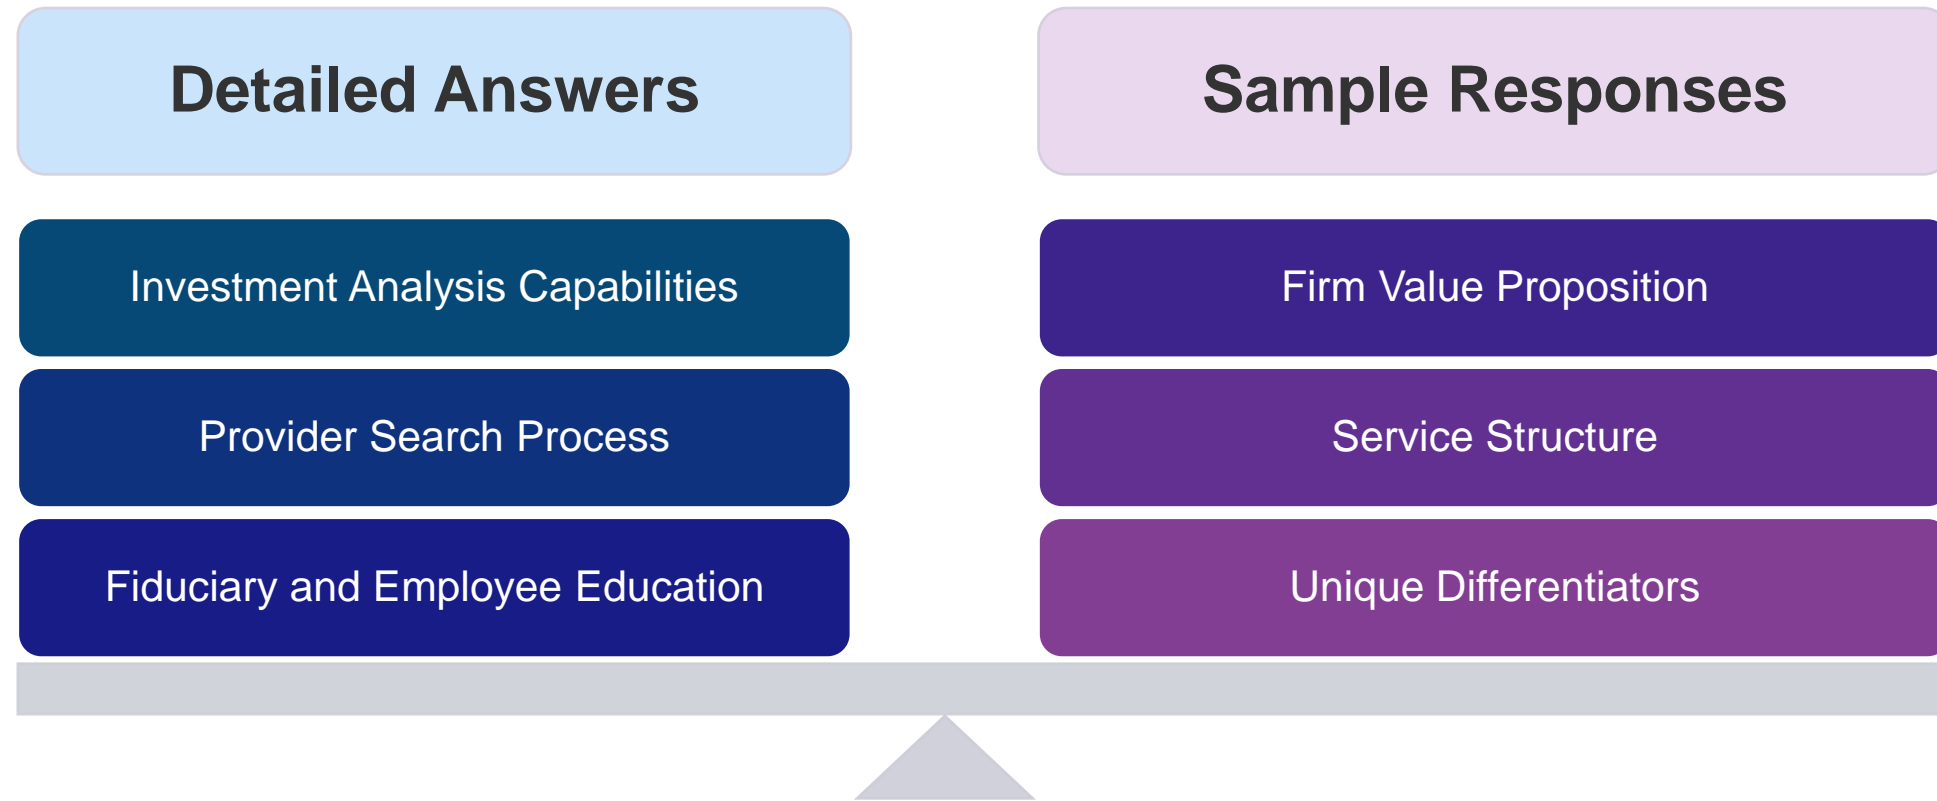 Detailed Answers
Investment Analysis Capabilities
Provider Search Process
Fiduciary and Employee Education
Sample Responses
Firm Value Proposition
Service Structure
Unique Differentiators